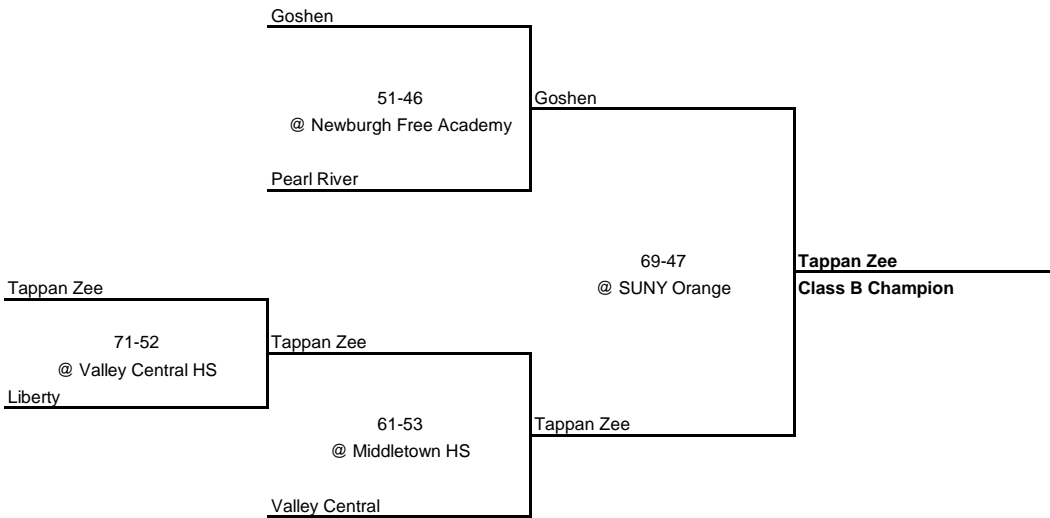 Goshen
51-46
@ Newburgh Free Academy
Goshen
Pearl River
69-47
@ SUNY Orange
Tappan Zee
Class B Champion
Tappan Zee
71-52
@ Valley Central HS
Tappan Zee
Liberty
61-53
@ Middletown HS
Tappan Zee
Valley Central